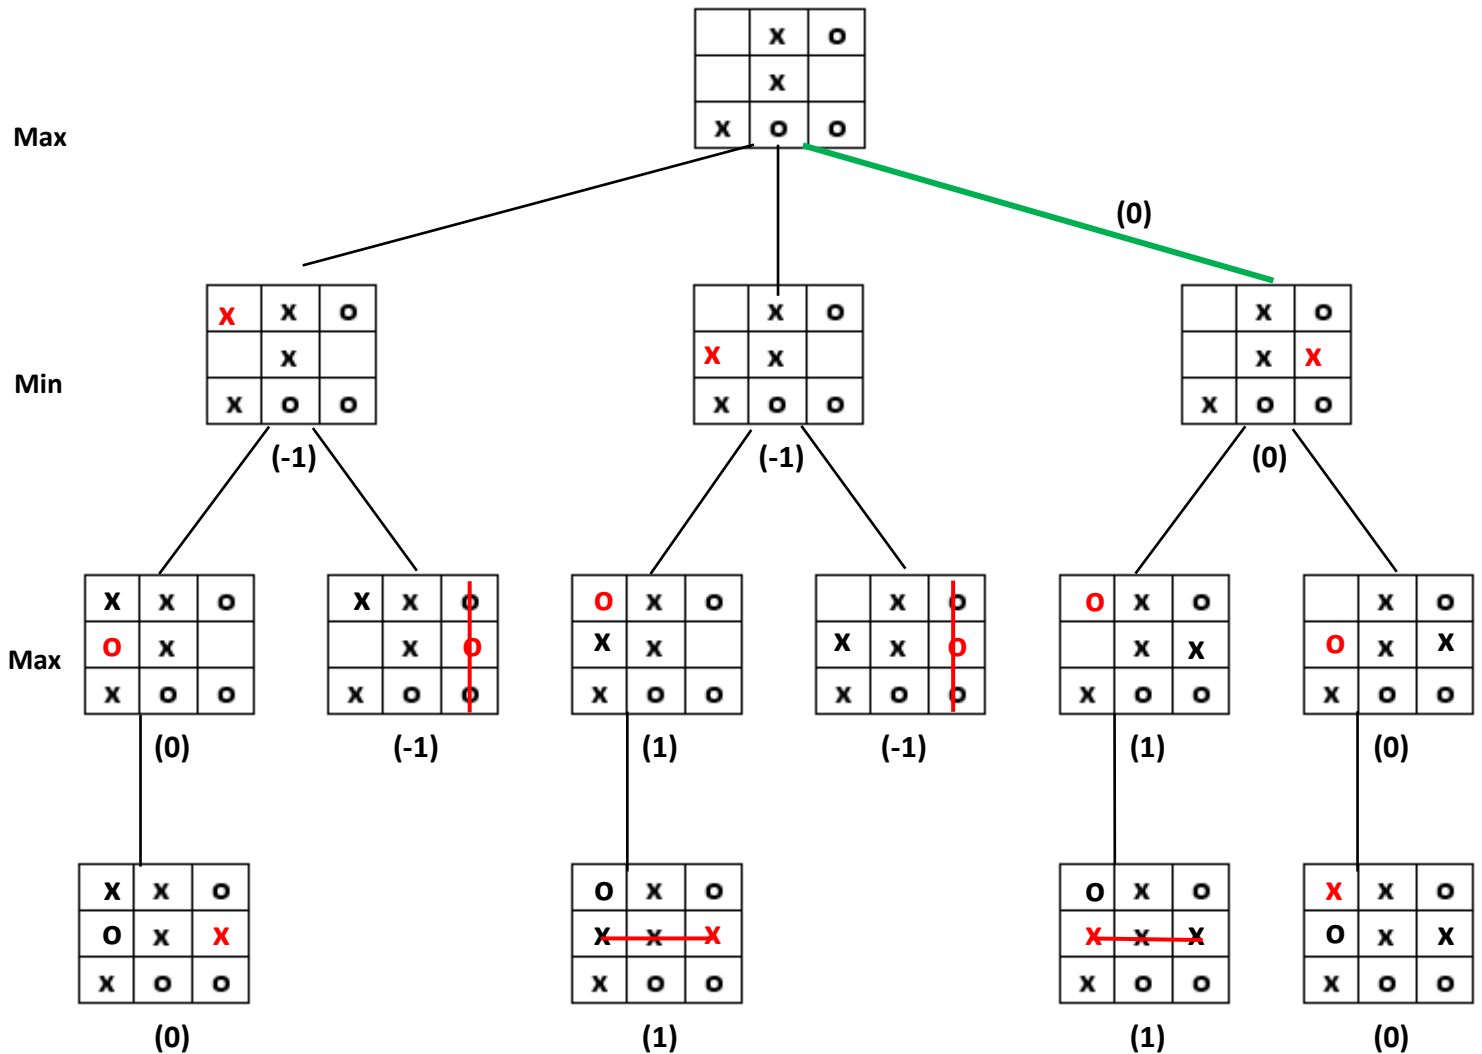 X O
X
Max
X O O
(0)
X X O X O X O
X X X X X
Min
X O O X O O X O O
(-1) (-1) (0)
X X O X X O O X O X O O X O X O
O X X O X X X X O X X O X X
Max
X O O X O O X O O X O O X O O X O O
(0) (-1) (1) (-1) (1) (0)
X X O O X O O X O X X O
O X X X X X X X X O X X
X O O X O O X O O X O O
(0) (1) (1) (0)